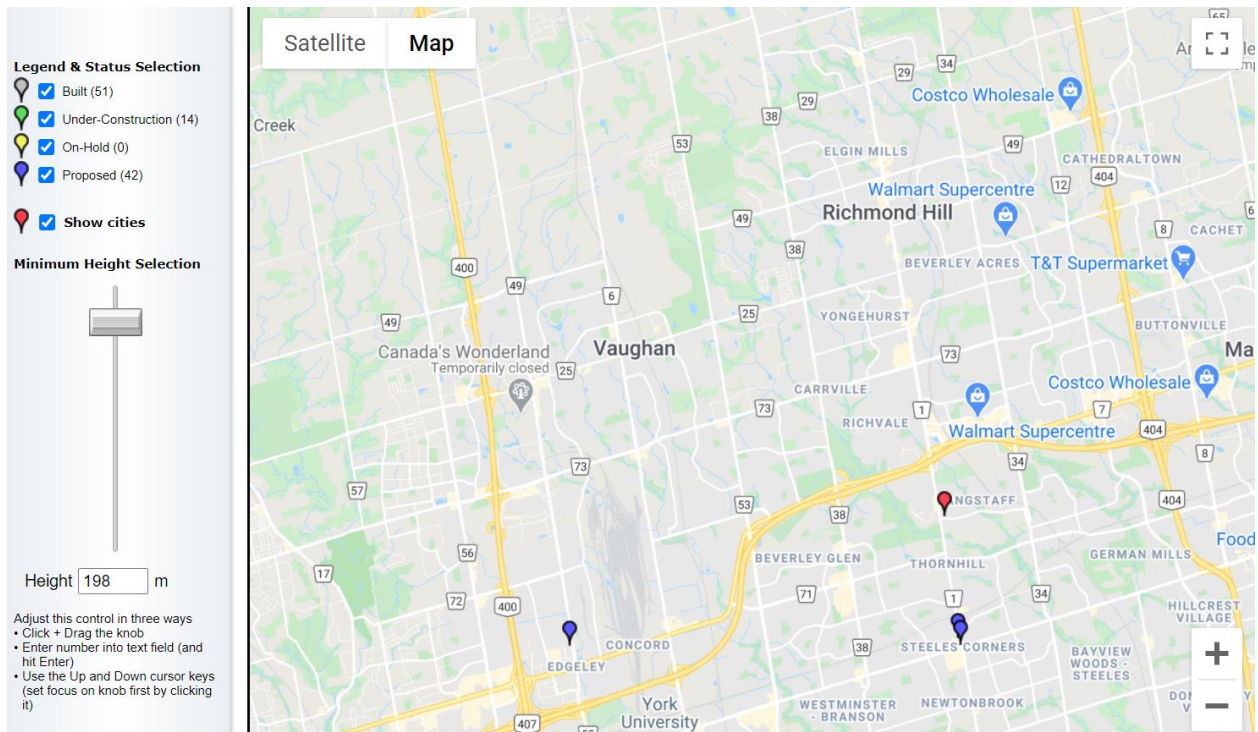 Legend & Status Selection
Built (51)
Under-Construction (14)
On-Hold (0)
Proposed (42)
Show cities
Minimum Height Selection
Height 198 m
Adjust this control in three ways
• Click + Drag the knob
• Enter number into text field (and
hit Enter)
• Use the Up and Down cursor keys
(set focus on knob first by clicking
it)
Satellite
Map
34
29
Costco Wholesale
29
38
Creek
53
ELGIN MILLS
49
CATHEDRALTOWN
404
Walmart Supercentre
12
Richmond Hill
49
8
CACHET
38
BEVERLEY ACRES
T&T Supermarket
400
49
6
25
YONGEHURST
49
BUTTONVILLE
Canada's Wonderland
Temporarily closed
25
Vaughan
73
Ma
CARRVILLE
Costco Wholesale
73
1
7
RICHVALE
Walmart Supercentre
404
34
8
73
57
53
38
ANGSTAFF
404
56
Food
BEVERLEY GLEN
THORNHILL
GERMAN MILLS
17
72
400
71
1
34
HILLCREST
VILLAGE
CONCORD
38
STEELES CORNERS
EDGELEY
BAYVIEW
WOODS -
STEELES
York
University
WESTMINSTER
- BRANSON
NEWTONBROOK
407